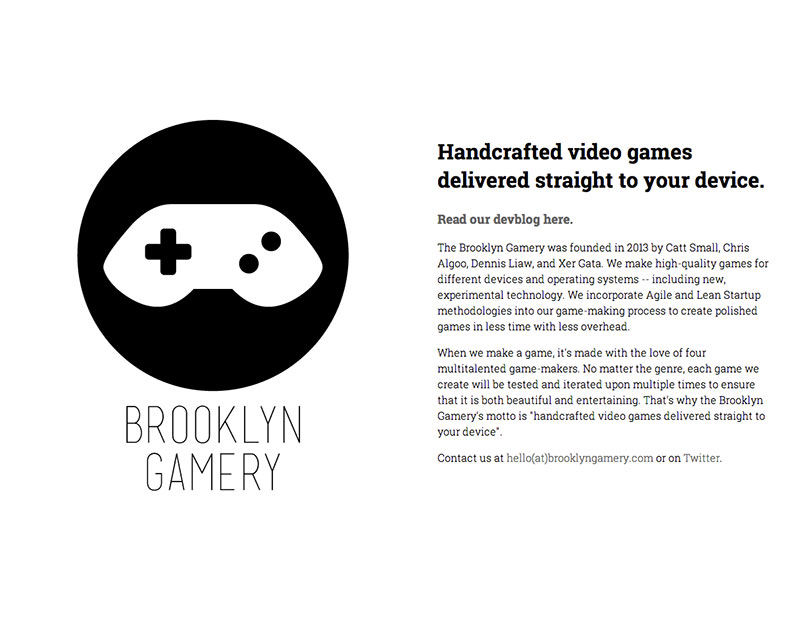 BROOKLYN
GAMERY
Handcrafted video games
delivered straight to your device.
Read our devblog here.
The Brooklyn Gamery was founded in 2013 by Catt Small, Chris
Algoo, Dennis Liaw, and Xer Gata. We make high-quality games for
different devices and operating systems -- including new,
experimental technology. We incorporate Agile and Lean Startup
methodologies into our game-making process to create polished
games in less time with less overhead.
When we make a game, it's made with the love of four
multitalented game-makers. No matter the genre, each game we
create will be tested and iterated upon multiple times to ensure
that it is both beautiful and entertaining. That's why the Brooklyn
Gamery's motto is "handcrafted video games delivered straight to
your device".
Contact us at hello(at)brooklyngamery.com or on Twitter.